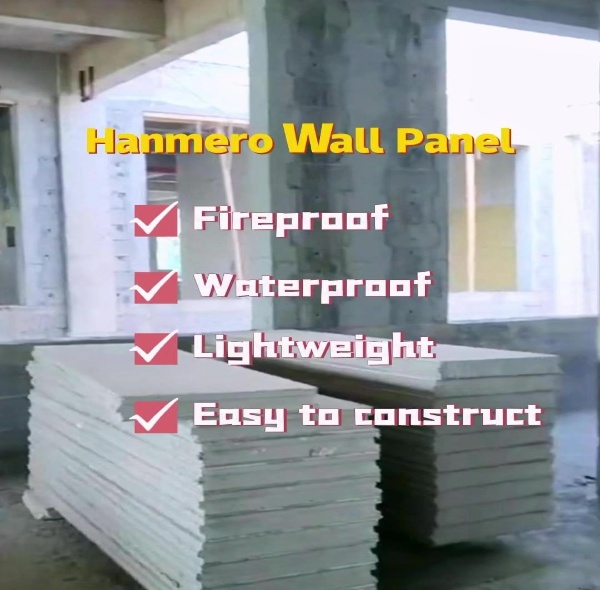 Hanmero Wall Panel
Fireproof
Waterproof
Lightweight
Easy to construct